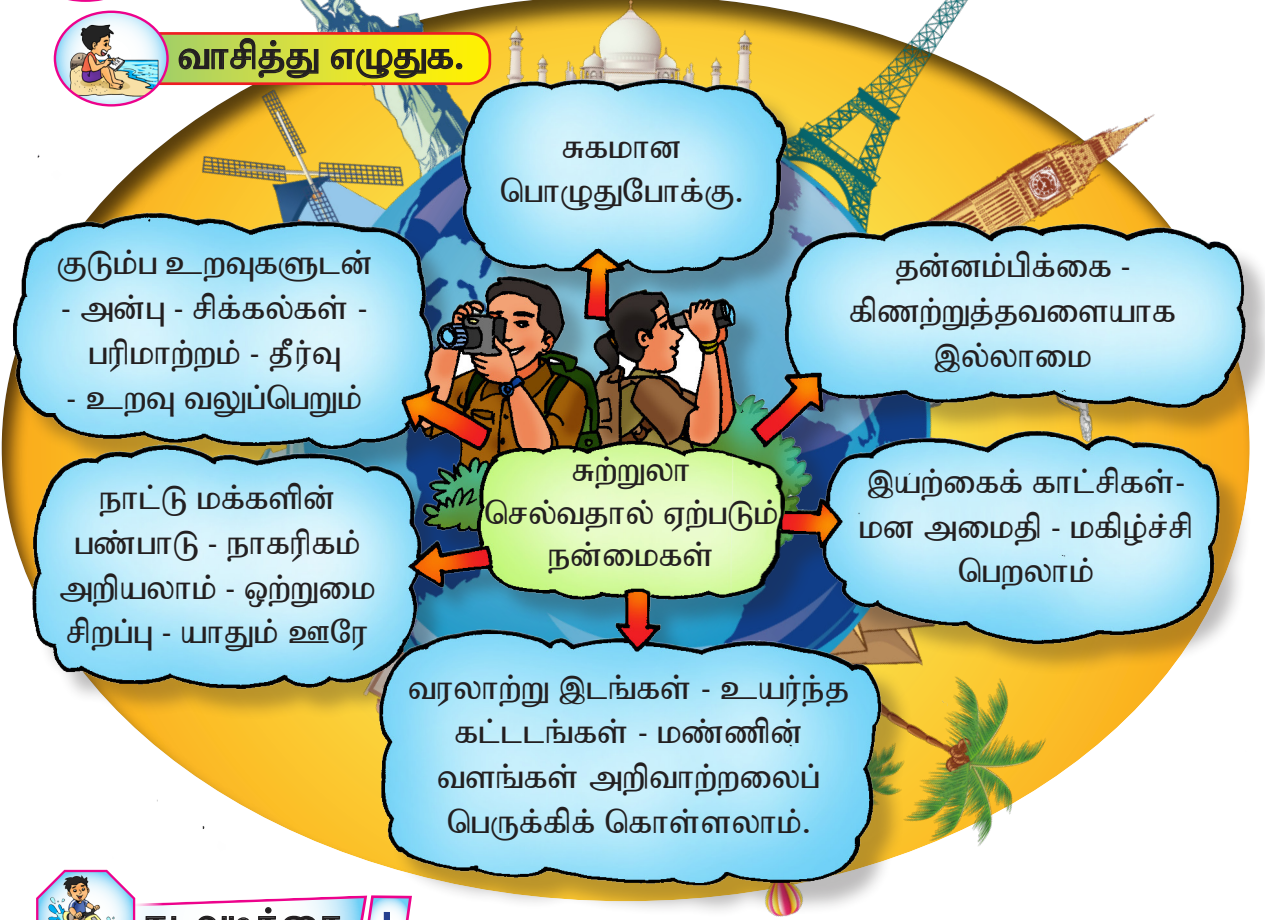 வாசித்து எழுதுக.
சுகமான
பொழுதுபோக்கு.
குடும்ப உறவுகளுடன்
- அன்பு - சிக்கல்கள் -
பரிமாற்றம் - தீர்வு
- உறவு வலுப்பெறும்
தன்னம்பிக்கை -
கிணற்றுத்தவளையாக
இல்லாமை
நாட்டு மக்களின்
பண்பாடு - நாகரிகம்
அறியலாம் - ஒற்றுமை
சிறப்பு - யாதும் ஊரே
சுற்றுலா
செல்வதால் ஏற்படும்
நன்மைகள்
இயற்கைக் காட்சிகள்-
மன அமைதி - மகிழ்ச்சி
பெறலாம்
வரலாற்று இடங்கள் - உயர்ந்த
கட்டடங்கள் - மண்ணின்
வளங்கள் அறிவாற்றலைப்
பெருக்கிக் கொள்ளலாம்.